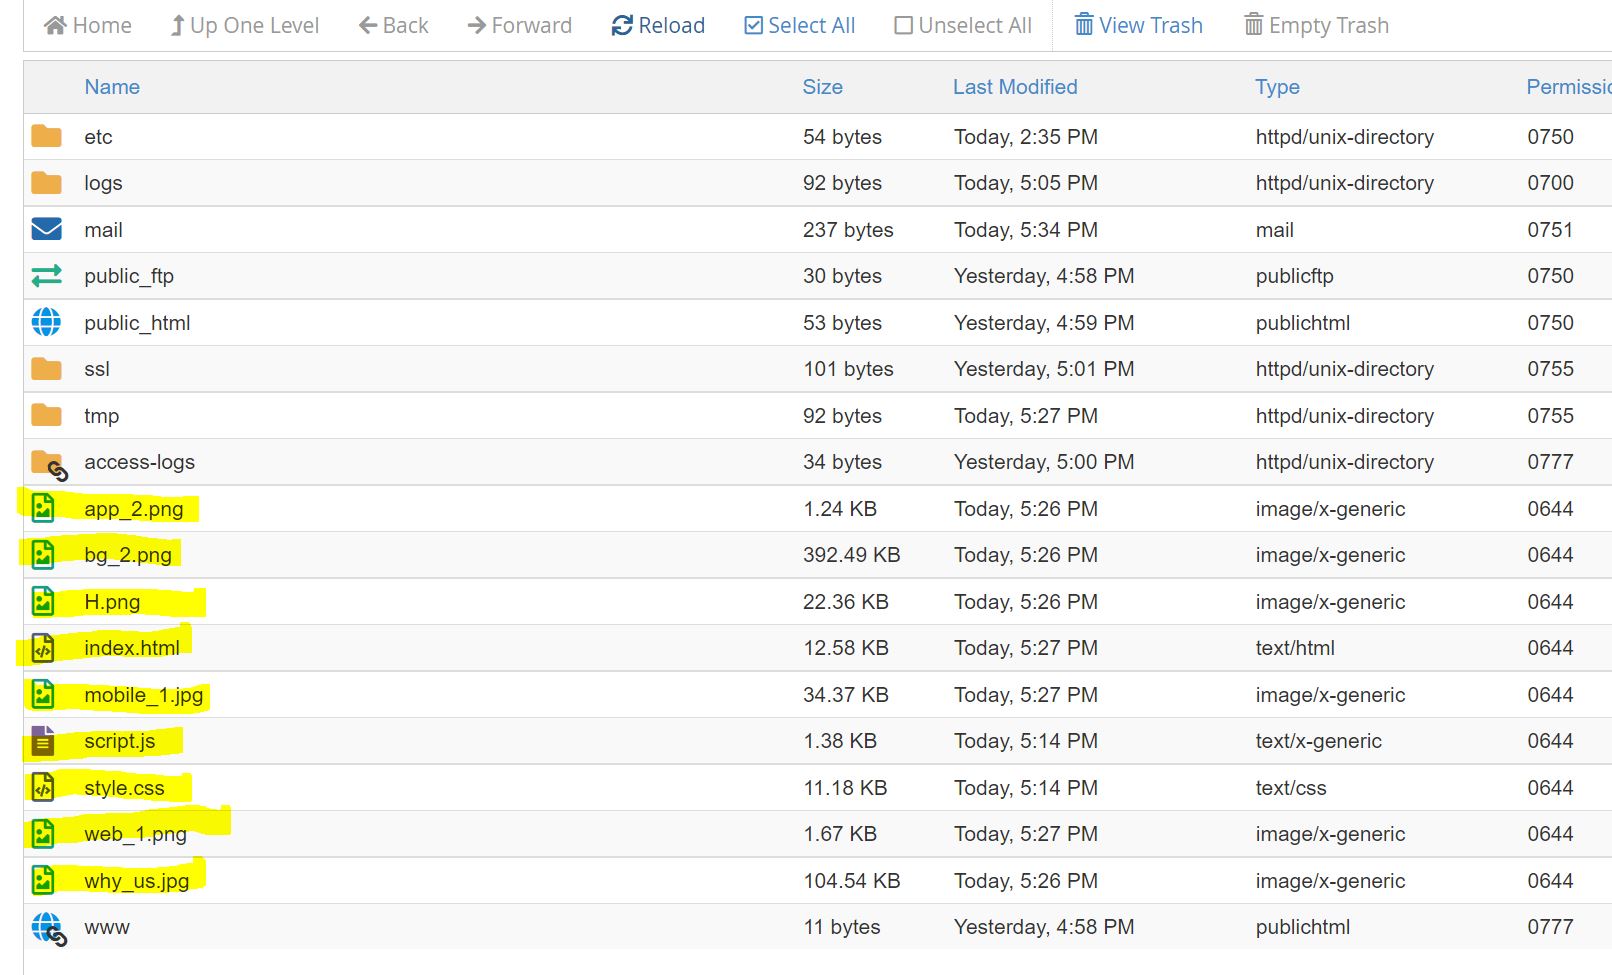 Home Up One Level Back Forward Reload Select All Unselect All View Trash Empty Trash
Name Size Last Modified Type Permissio
etc 54 bytes Today, 2:35 PM httpd/unix-directory 0750
logs 92 bytes Today, 5:05 PM httpd/unix-directory 0700
mail 237 bytes Today, 5:34 PM mail 0751
public_ftp 30 bytes Yesterday, 4:58 PM publicftp 0750
public_html 53 bytes Yesterday, 4:59 PM publichtml 0750
ssl 101 bytes Yesterday, 5:01 PM httpd/unix-directory 0755
tmp 92 bytes Today, 5:27 PM httpd/unix-directory 0755
access-logs 34 bytes Yesterday, 5:00 PM httpd/unix-directory 0777
app_2.png 1.24 KB Today, 5:26 PM image/x-generic 0644
bg_2.png 392.49 KB Today, 5:26 PM image/x-generic 0644
H.png 22.36 KB Today, 5:26 PM image/x-generic 0644
index.html 12.58 KB Today, 5:27 PM text/html 0644
mobile_1.jpg 34.37 KB Today, 5:27 PM image/x-generic 0644
script.js 1.38 KB Today, 5:14 PM text/x-generic 0644
style.css 11.18 KB Today, 5:14 PM text/css 0644
web_1.png 1.67 KB Today, 5:27 PM image/x-generic 0644
why_us.jpg 104.54 KB Today, 5:26 PM image/x-generic 0644
www 11 bytes Yesterday, 4:58 PM publichtml 0777